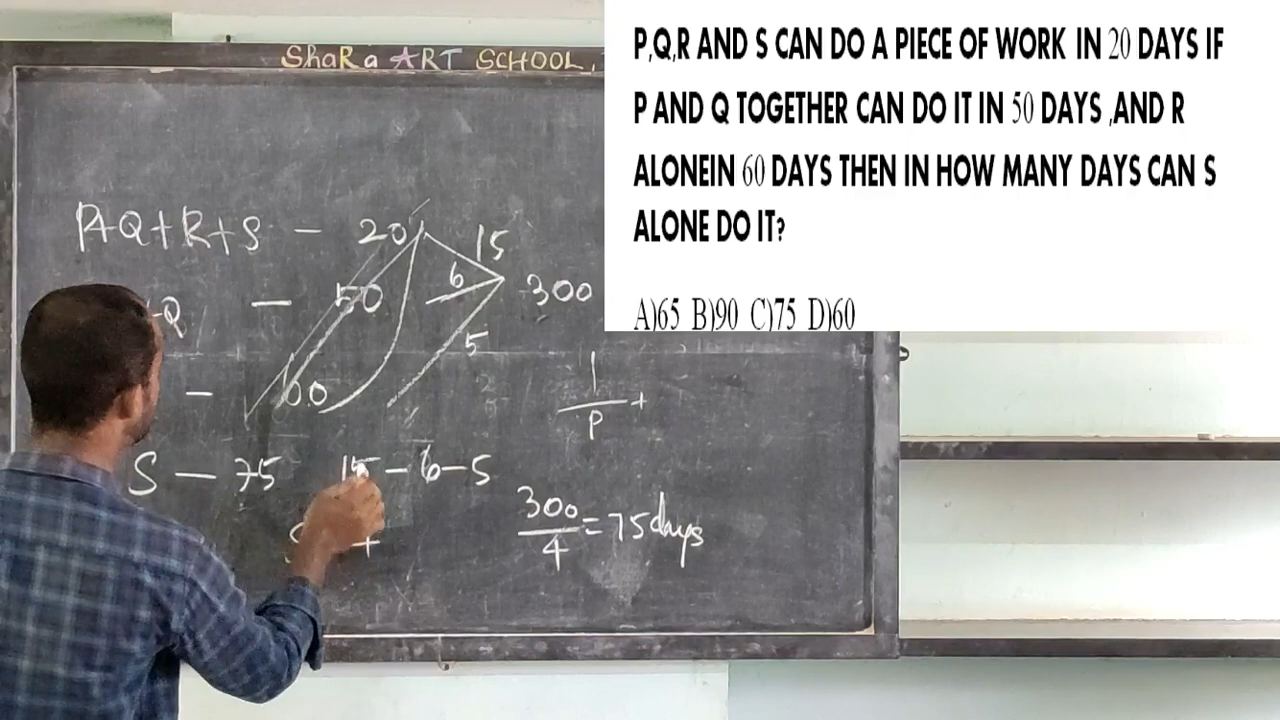 ShaRa ART SCHOOL.
P,Q,R AND S CAN DO A PIECE OF WORK IN 20 DAYS IF
P AND Q TOGETHER CAN DO IT IN 50 DAYS ,AND R
ALONEIN 60 DAYS THEN IN HOW MANY DAYS CAN S
ALONE DO IT?
A)65 B)90 C)75 D)60
P+Q+R+S - 20 15
Q - 50 6 300
- 60 5
1/P +
S - 75 15 - 6 - 5
300/4 = 75 days